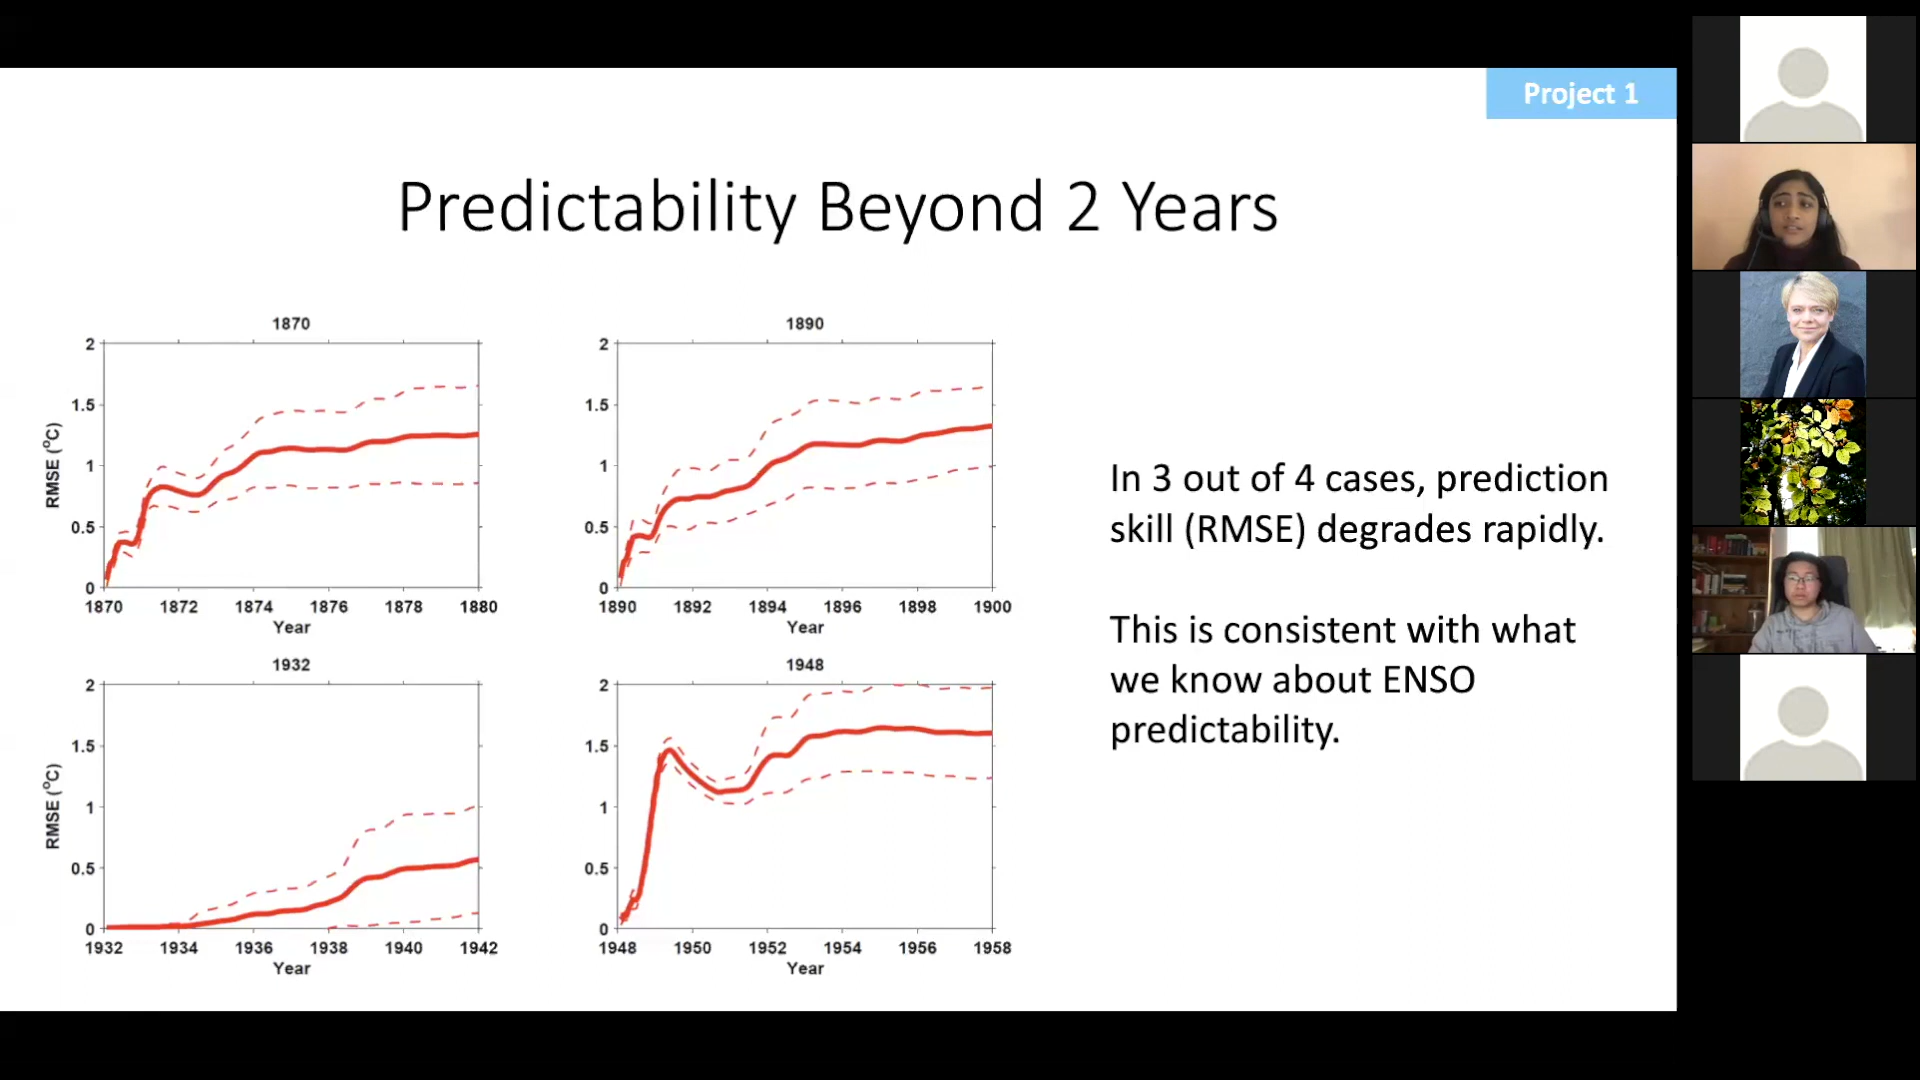 Project 1
Predictability Beyond 2 Years
1870
2
1.5
1
0.5
0
RMSE (°C)
1870 1872 1874 1876 1878 1880
Year
1890
2
1.5
1
0.5
0
1890 1892 1894 1896 1898 1900
Year
1932
2
1.5
1
0.5
0
RMSE (°C)
1932 1934 1936 1938 1940 1942
Year
1948
2
1.5
1
0.5
0
1948 1950 1952 1954 1956 1958
Year
In 3 out of 4 cases, prediction
skill (RMSE) degrades rapidly.
This is consistent with what
we know about ENSO
predictability.